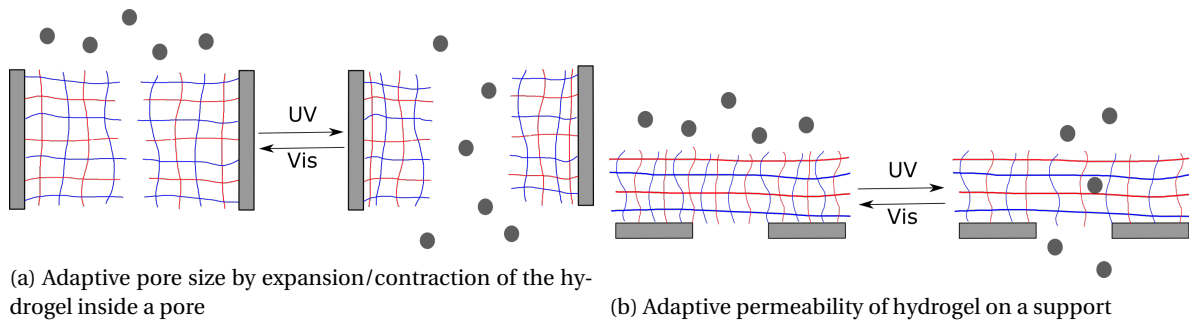 UV
Vis
(a) Adaptive pore size by expansion/contraction of the hy-
drogel inside a pore
UV
Vis
(b) Adaptive permeability of hydrogel on a support